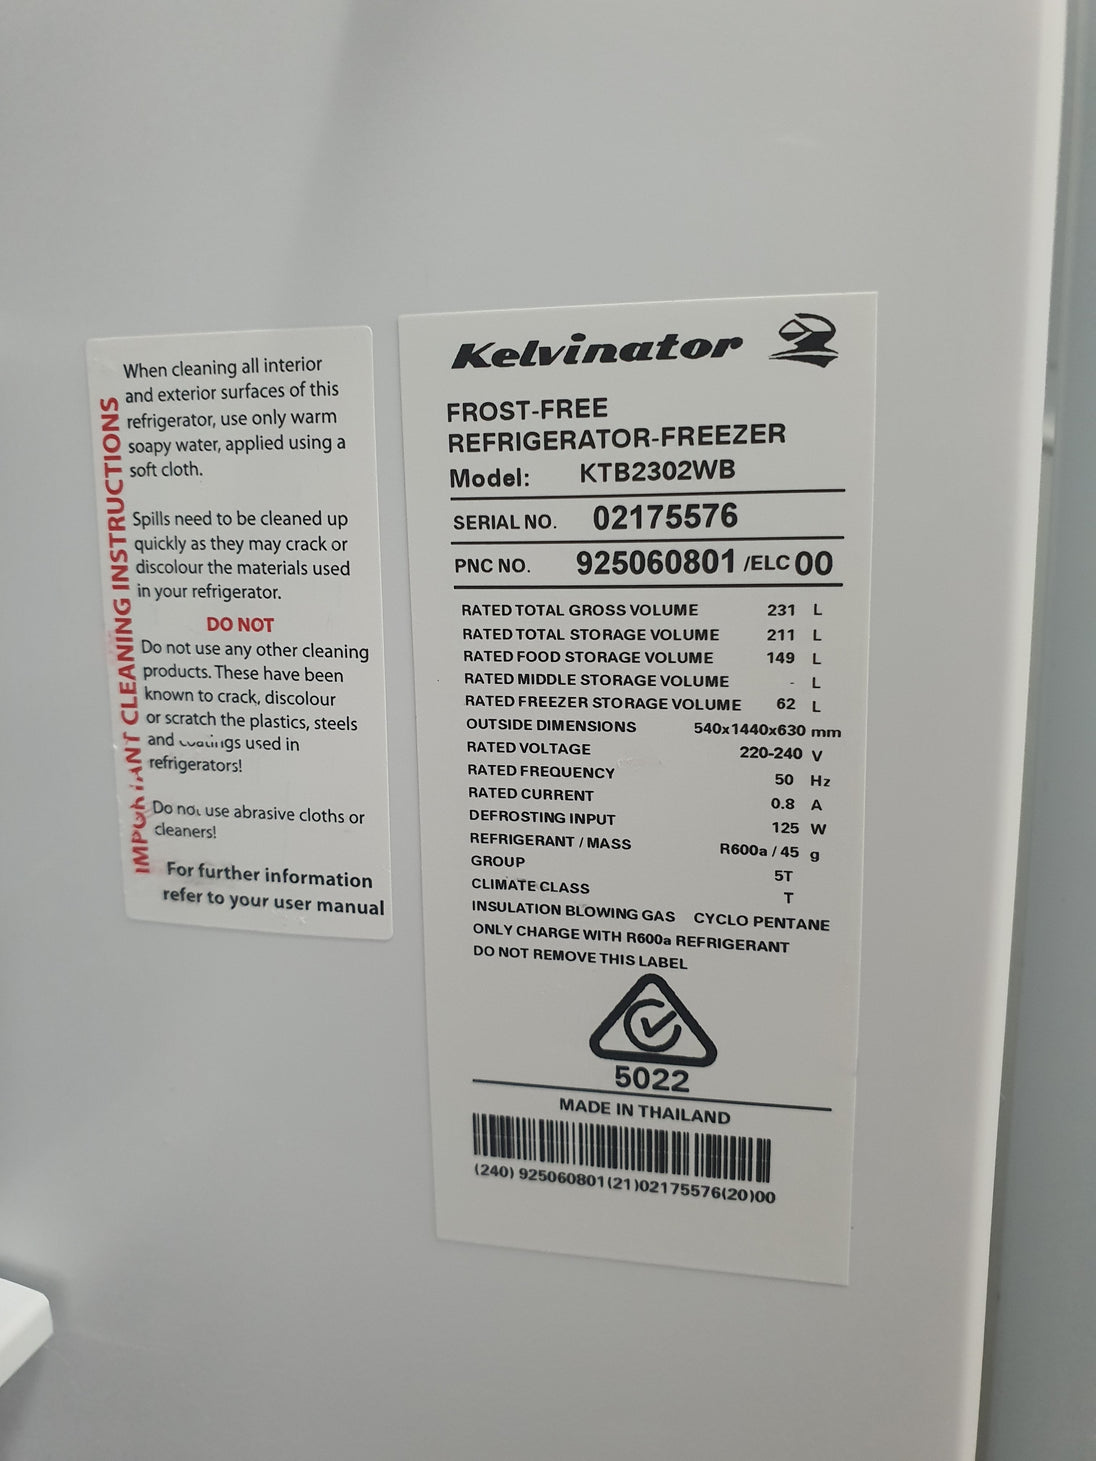 IMPORTANT CLEANING INSTRUCTIONS
When cleaning all interior
and exterior surfaces of this
refrigerator, use only warm
soapy water, applied using a
soft cloth.
Spills need to be cleaned up
quickly as they may crack or
discolour the materials used
in your refrigerator.
DO NOT
Do not use any other cleaning
products. These have been
known to crack, discolour
or scratch the plastics, steels
and coatings used in
refrigerators!
Do not use abrasive cloths or
cleaners!
For further information
refer to your user manual
Kelvinator
FROST-FREE
REFRIGERATOR-FREEZER
Model: KTB2302WB
SERIAL NO. 02175576
PNC NO. 925060801 /ELC 00
RATED TOTAL GROSS VOLUME 231 L
RATED TOTAL STORAGE VOLUME 211 L
RATED FOOD STORAGE VOLUME 149 L
RATED MIDDLE STORAGE VOLUME - L
RATED FREEZER STORAGE VOLUME 62 L
OUTSIDE DIMENSIONS 540x1440x630 mm
RATED VOLTAGE 220-240 V
RATED FREQUENCY 50 Hz
RATED CURRENT 0.8 A
DEFROSTING INPUT 125 W
REFRIGERANT / MASS R600a / 45 g
GROUP 5T
CLIMATE CLASS T
INSULATION BLOWING GAS CYCLO PENTANE
ONLY CHARGE WITH R600a REFRIGERANT
DO NOT REMOVE THIS LABEL
5022
MADE IN THAILAND
(240) 925060801(21)02175576(20)00